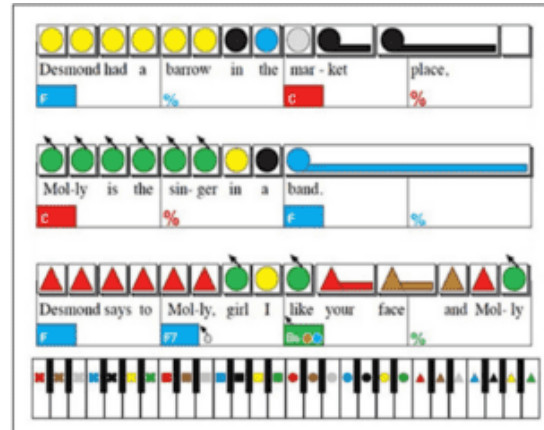 Desmond had a barrow in the mar - ket place,
F % C %
Mol-ly is the sin- ger in a band.
C % F %
Desmond says to Mol-ly, girl I like your face and Mol- ly
F F7 %